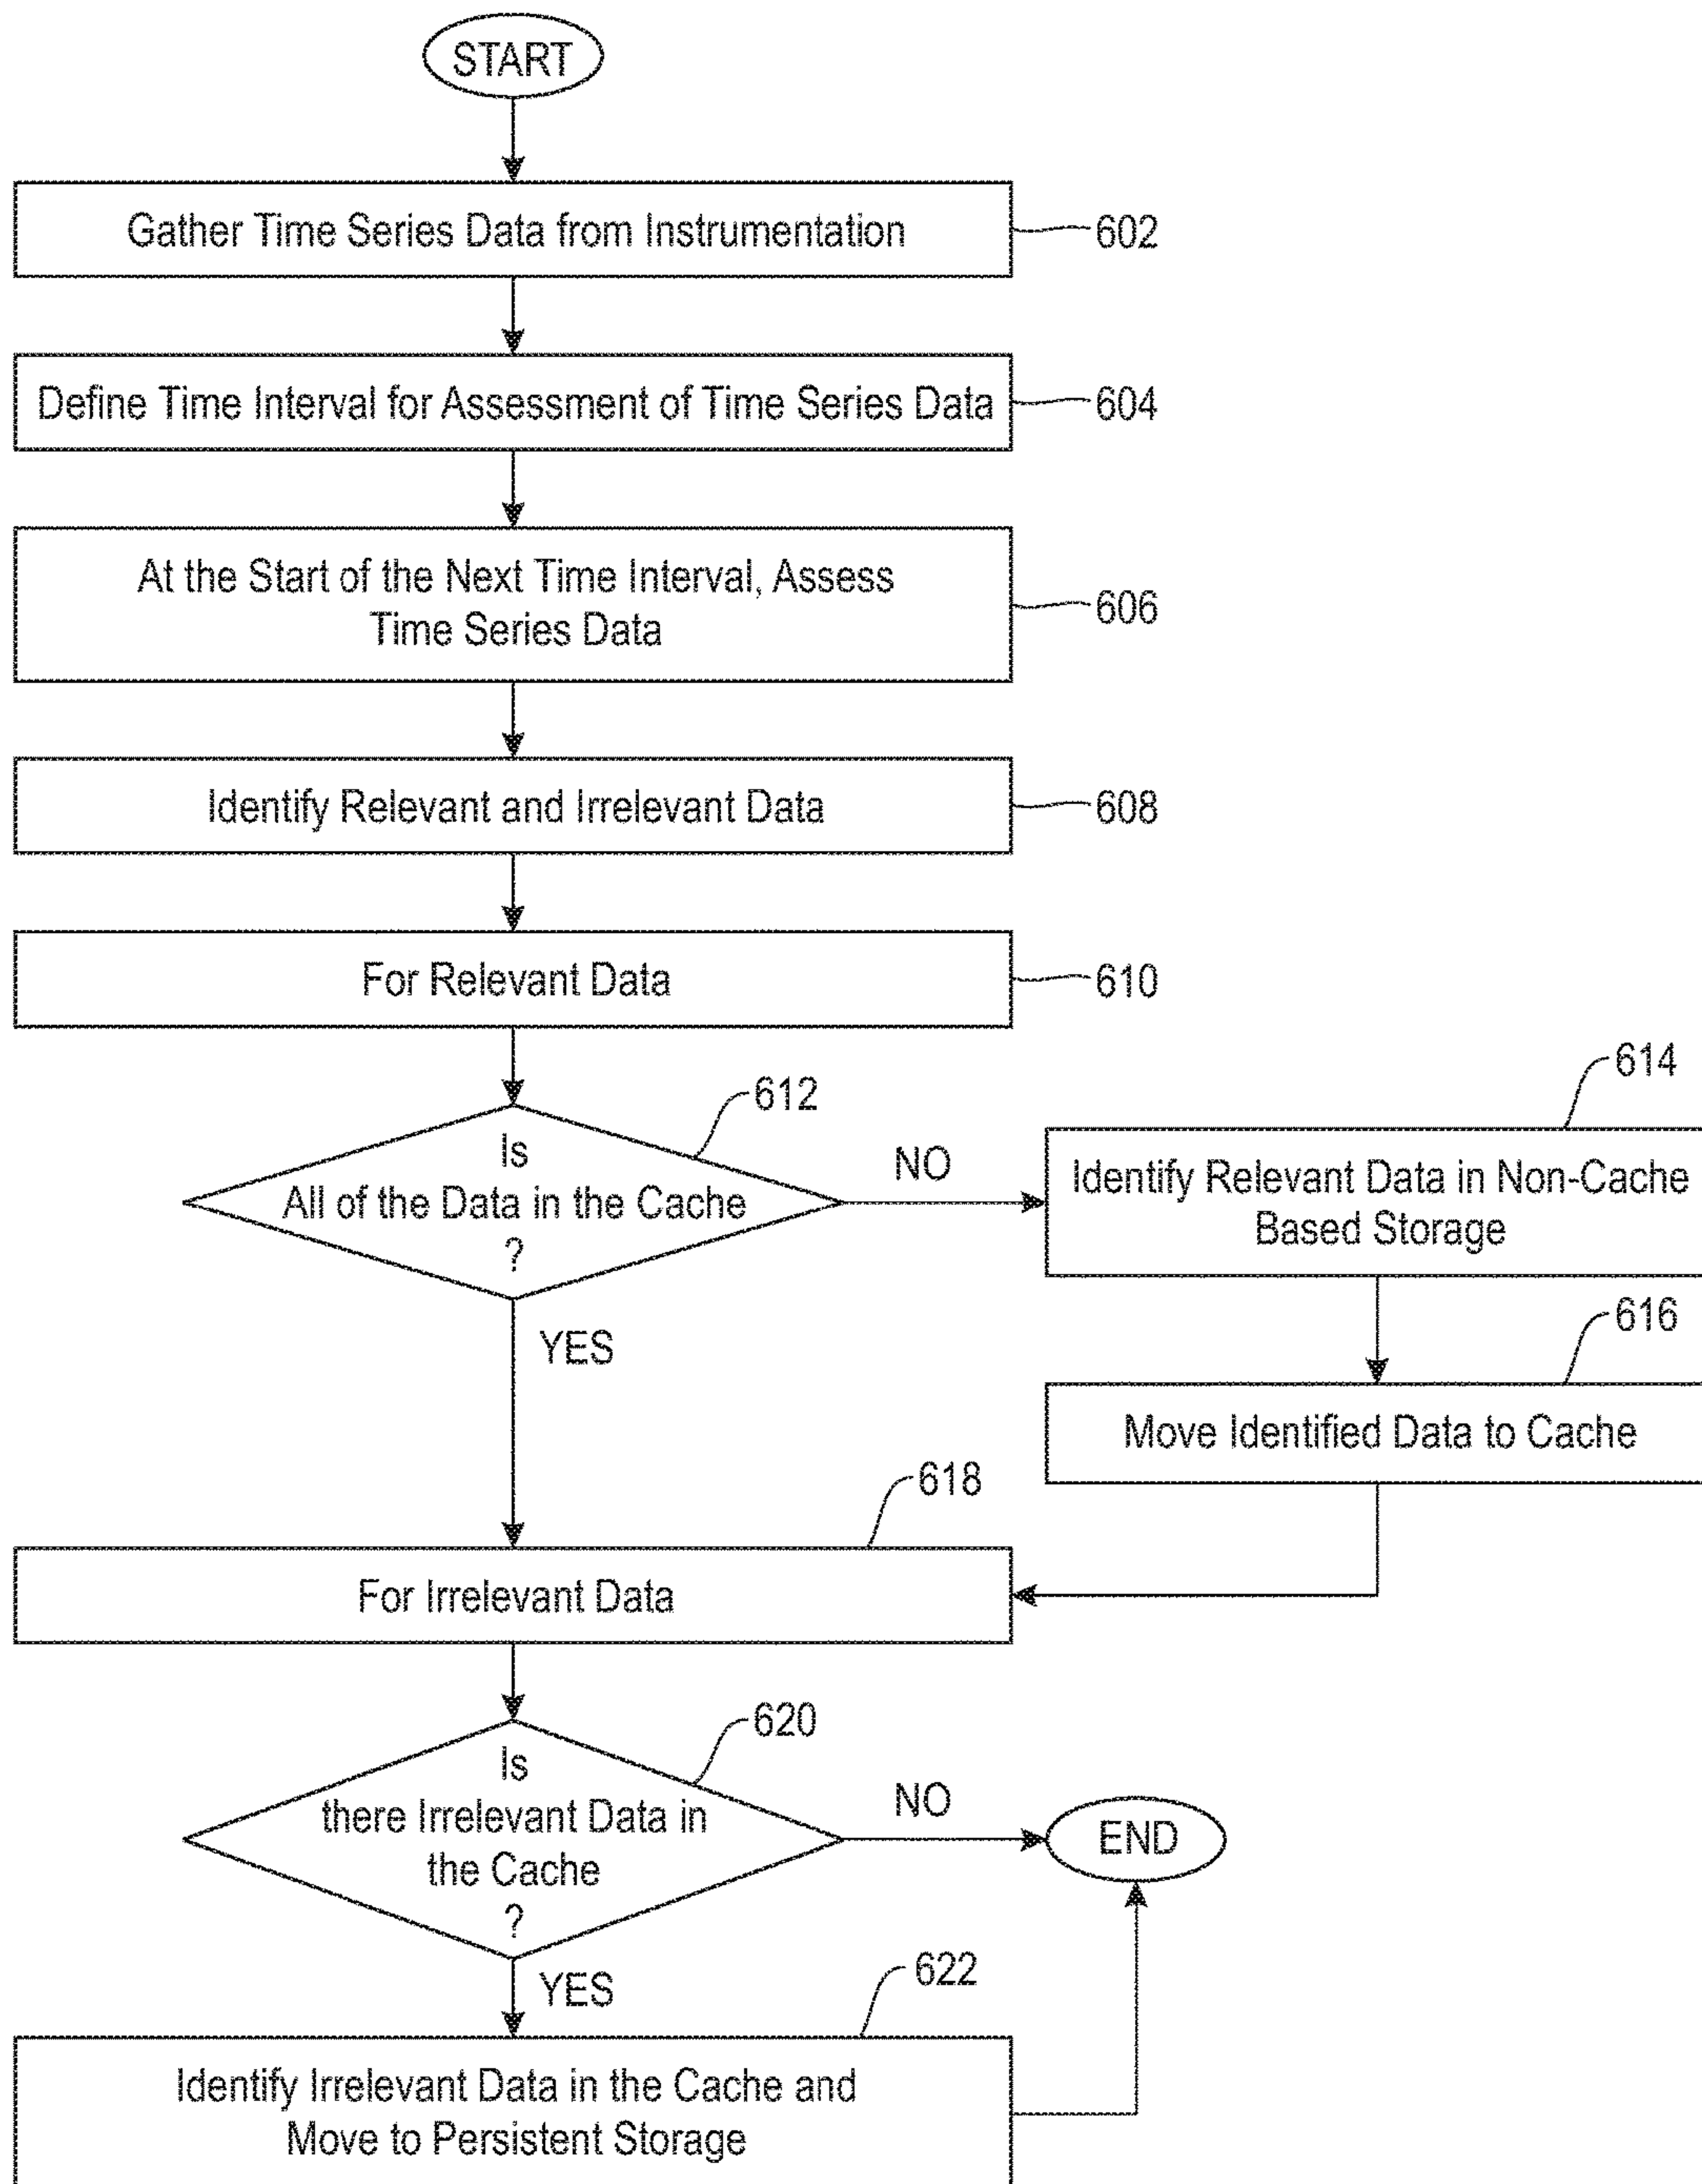 START
Gather Time Series Data from Instrumentation
602
Define Time Interval for Assessment of Time Series Data
604
At the Start of the Next Time Interval, Assess
Time Series Data
606
Identify Relevant and Irrelevant Data
608
For Relevant Data
610
612
Is
All of the Data in the Cache
?
NO
YES
614
Identify Relevant Data in Non-Cache
Based Storage
616
Move Identified Data to Cache
618
For Irrelevant Data
620
Is
there Irrelevant Data in
the Cache
?
NO
END
YES
622
Identify Irrelevant Data in the Cache and
Move to Persistent Storage